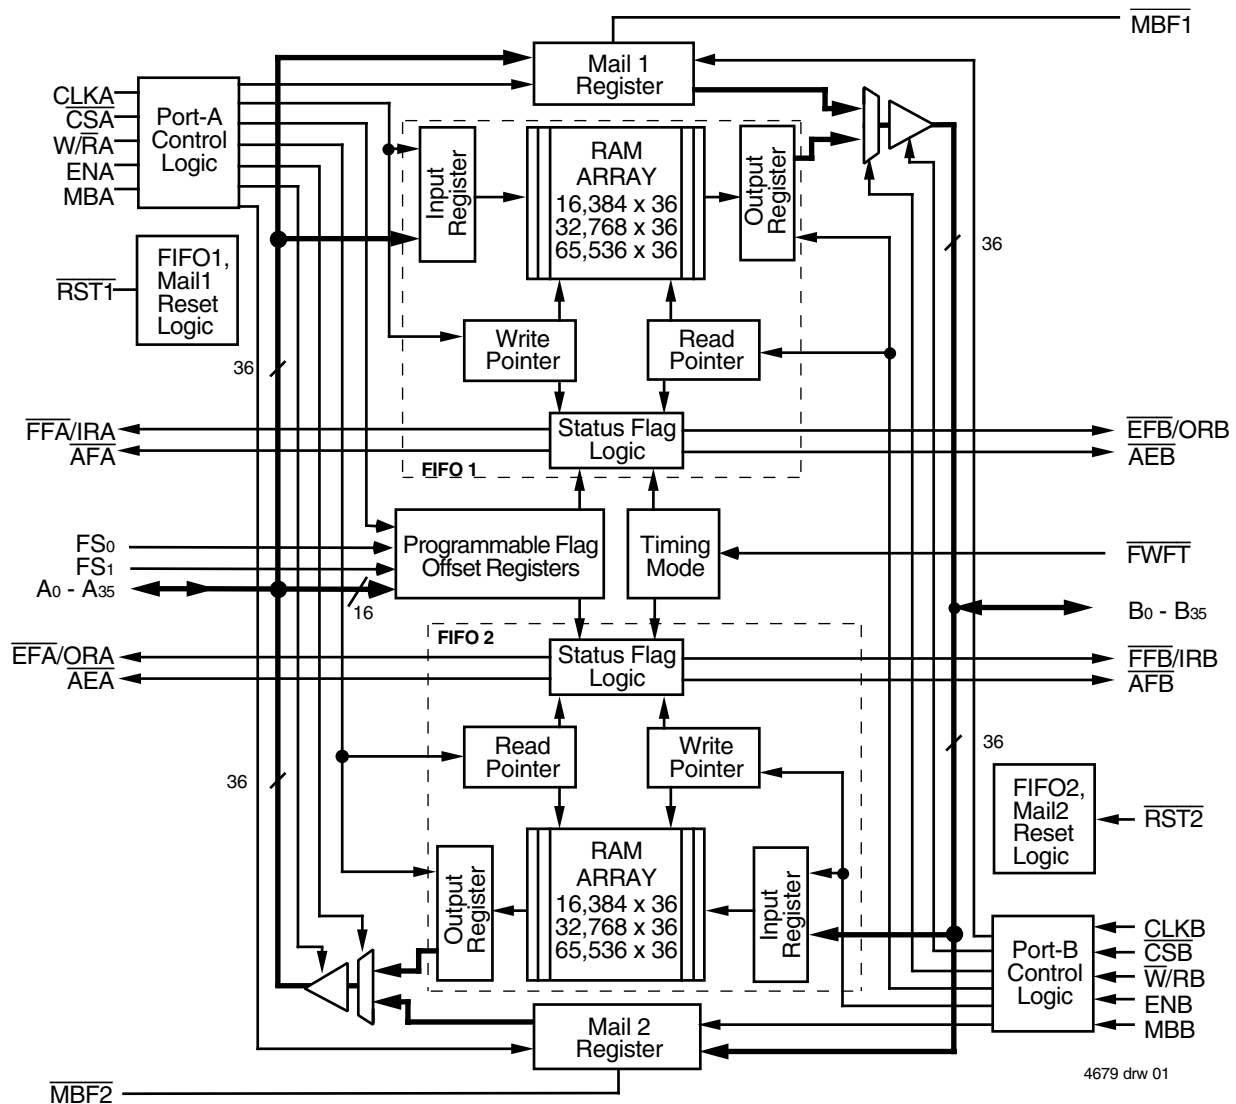 MBF1
Mail 1
Register
CLKA
CSA
W/RA
ENA
MBA
Port-A
Control
Logic
Input
Register
RAM
ARRAY
16,384 x 36
32,768 x 36
65,536 x 36
Output
Register
36
RST1
FIFO1,
Mail1
Reset
Logic
36
Write
Pointer
Read
Pointer
FFA/IRA
AFA
Status Flag
Logic
FIFO 1
EFB/ORB
AEB
FS0
FS1
A0 - A35
Programmable Flag
Offset Registers
16
Timing
Mode
FWFT
B0 - B35
FIFO 2
EFA/ORA
AEA
Status Flag
Logic
FFB/IRB
AFB
Read
Pointer
Write
Pointer
36
36
FIFO2,
Mail2
Reset
Logic
RST2
Output
Register
RAM
ARRAY
16,384 x 36
32,768 x 36
65,536 x 36
Input
Register
Port-B
Control
Logic
CLKB
CSB
W/RB
ENB
MBB
Mail 2
Register
MBF2
4679 drw 01